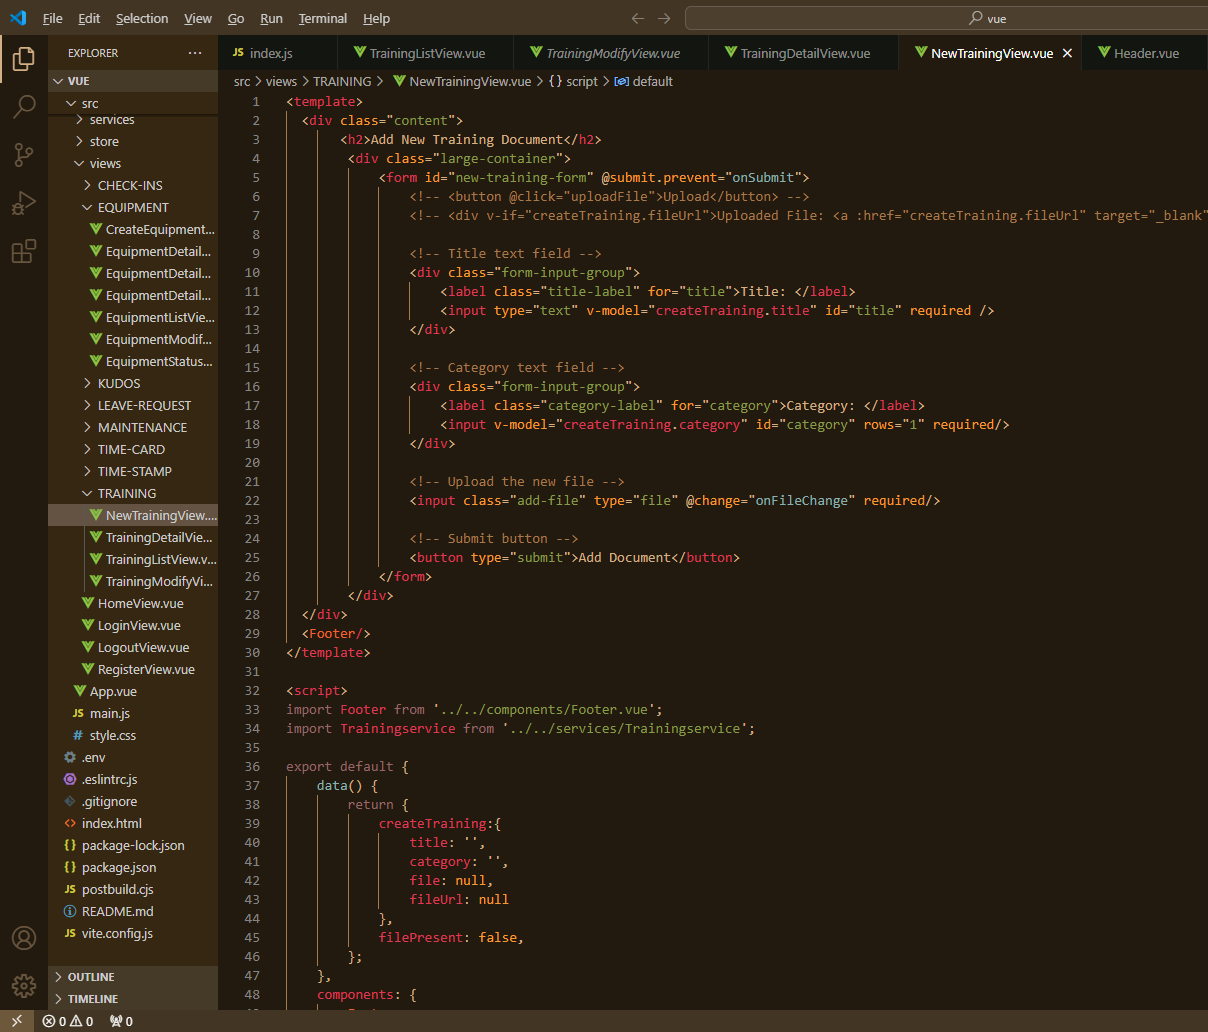 File Edit Selection View Go Run Terminal Help
vue
EXPLORER
VUE
src
services
store
views
CHECK-INS
EQUIPMENT
CreateEquipment...
EquipmentDetail...
EquipmentDetail...
EquipmentDetail...
EquipmentListVie...
EquipmentModif...
EquipmentStatus...
KUDOS
LEAVE-REQUEST
MAINTENANCE
TIME-CARD
TIME-STAMP
TRAINING
NewTrainingView....
TrainingDetailVie...
TrainingListView.v...
TrainingModifyVi...
HomeView.vue
LoginView.vue
LogoutView.vue
RegisterView.vue
App.vue
JS main.js
# style.css
.env
.eslintrc.js
.gitignore
<> index.html
{} package-lock.json
{} package.json
JS postbuild.cjs
README.md
JS vite.config.js
OUTLINE
TIMELINE
JS index.js TrainingListView.vue TrainingModifyView.vue TrainingDetailView.vue NewTrainingView.vue Header.vue
src > views > TRAINING > NewTrainingView.vue > {} script > default
1 <template>
2 <div class="content">
3 <h2>Add New Training Document</h2>
4 <div class="large-container">
5 <form id="new-training-form" @submit.prevent="onSubmit">
6 <!-- <button @click="uploadFile">Upload</button> -->
7 <!-- <div v-if="createTraining.fileUrl">Uploaded File: <a :href="createTraining.fileUrl" target="_blank"
8
9 <!-- Title text field -->
10 <div class="form-input-group">
11 <label class="title-label" for="title">Title: </label>
12 <input type="text" v-model="createTraining.title" id="title" required />
13 </div>
14
15 <!-- Category text field -->
16 <div class="form-input-group">
17 <label class="category-label" for="category">Category: </label>
18 <input v-model="createTraining.category" id="category" rows="1" required/>
19 </div>
20
21 <!-- Upload the new file -->
22 <input class="add-file" type="file" @change="onFileChange" required/>
23
24 <!-- Submit button -->
25 <button type="submit">Add Document</button>
26 </form>
27 </div>
28 </div>
29 <Footer/>
30 </template>
31
32 <script>
33 import Footer from '../../components/Footer.vue';
34 import Trainingservice from '../../services/Trainingservice';
35
36 export default {
37 data() {
38 return {
39 createTraining:{
40 title: '',
41 category: '',
42 file: null,
43 fileUrl: null
44 },
45 filePresent: false,
46 };
47 },
48 components: {
0 0 0